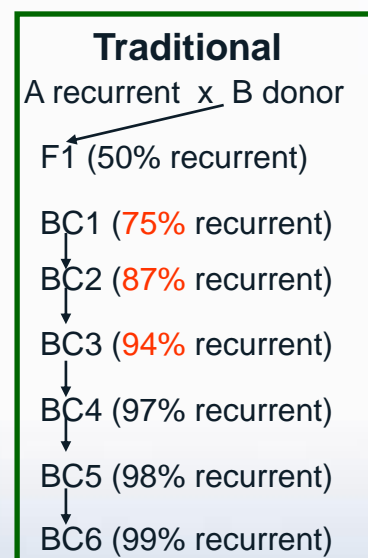 Traditional
A recurrent x B donor
F1 (50% recurrent)
BC1 (75% recurrent)
BC2 (87% recurrent)
BC3 (94% recurrent)
BC4 (97% recurrent)
BC5 (98% recurrent)
BC6 (99% recurrent)